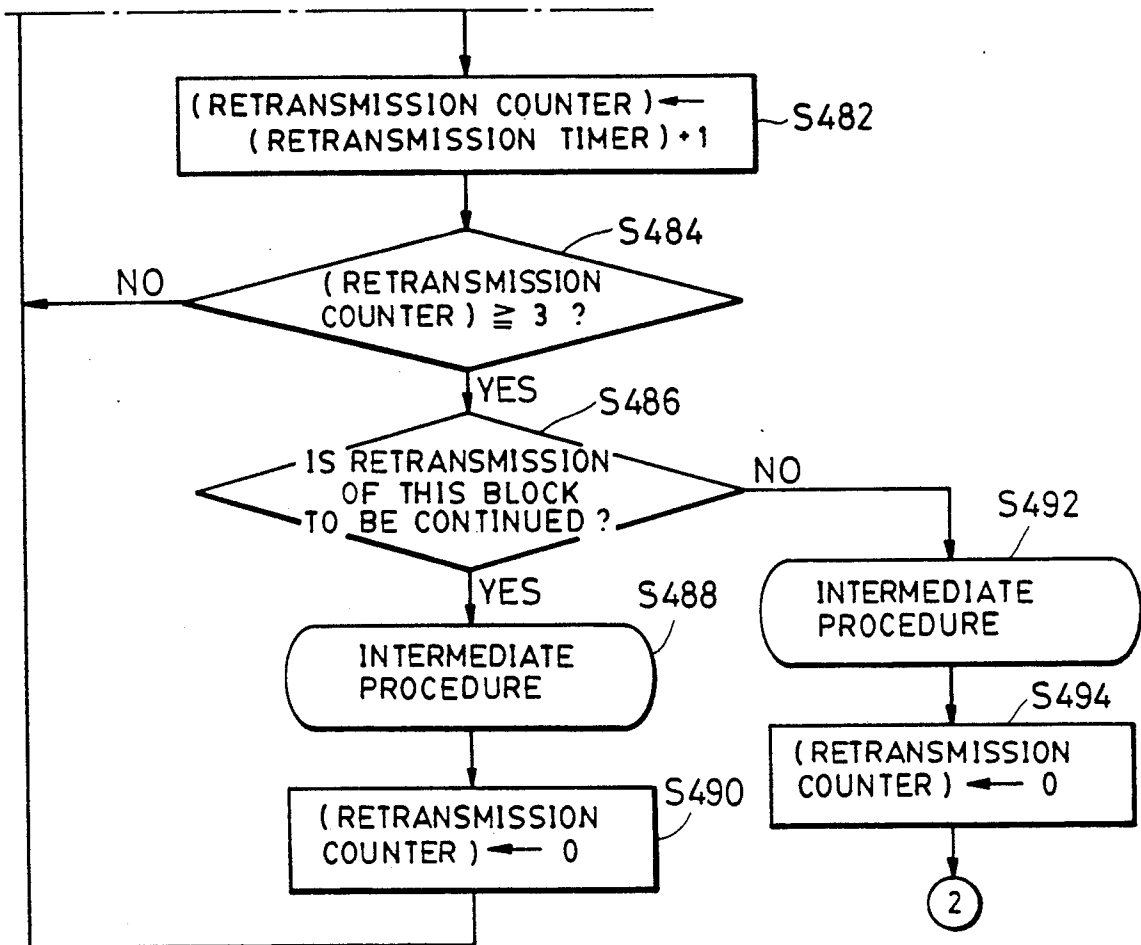 (RETRANSMISSION COUNTER) ←
(RETRANSMISSION TIMER) + 1
S482
S484
NO
(RETRANSMISSION
COUNTER) ≧ 3 ?
YES
S486
IS RETRANSMISSION
OF THIS BLOCK
TO BE CONTINUED ?
NO
S492
YES
S488
INTERMEDIATE
PROCEDURE
INTERMEDIATE
PROCEDURE
S494
(RETRANSMISSION
COUNTER) ← 0
S490
(RETRANSMISSION
COUNTER) ← 0
2